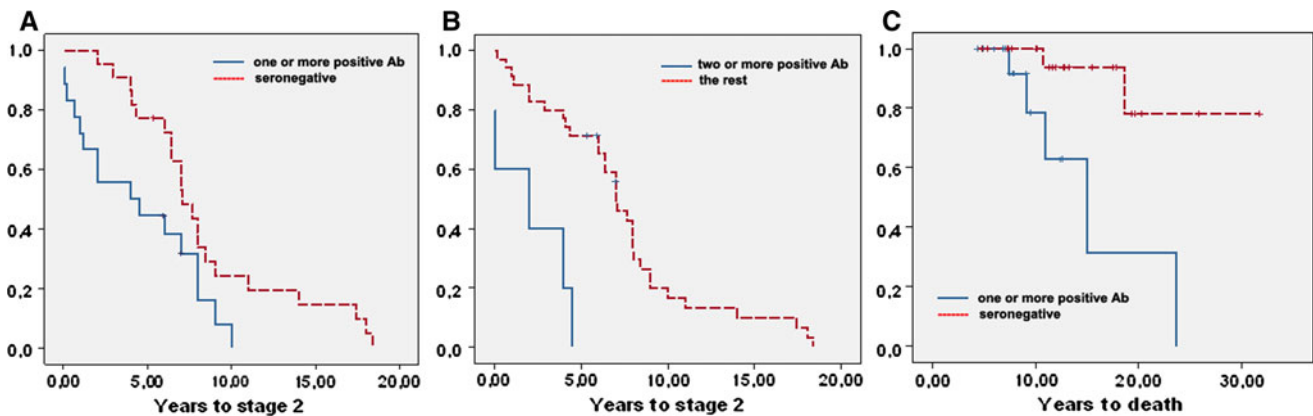 A
1.0
0.8
0.6
0.4
0.2
0.0
one or more positive Ab
seronegative
0,00
5,00
10,00
15,00
20,00
Years to stage 2
B
1,0
0,8
0,6
0,4
0,2
0,0
two or more positive Ab
the rest
0,00
5,00
10,00
15,00
20,00
Years to stage 2
C
1,0
0,8
0,6
0,4
0,2
0,0
one or more positive Ab
seronegative
0,00
10,00
20,00
30,00
Years to death